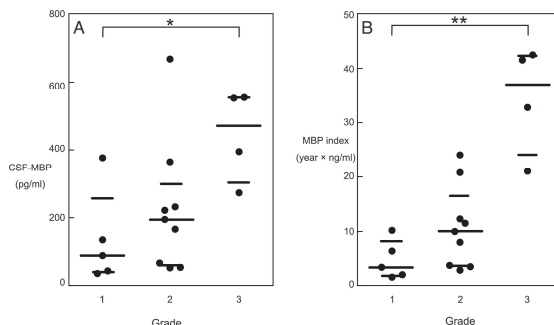 A
*
800
600
400
200
0
CSF-MBP
(pg/ml)
1 2 3
Grade
B
**
50
40
30
20
10
0
MBP index
(year × ng/ml)
1 2 3
Grade